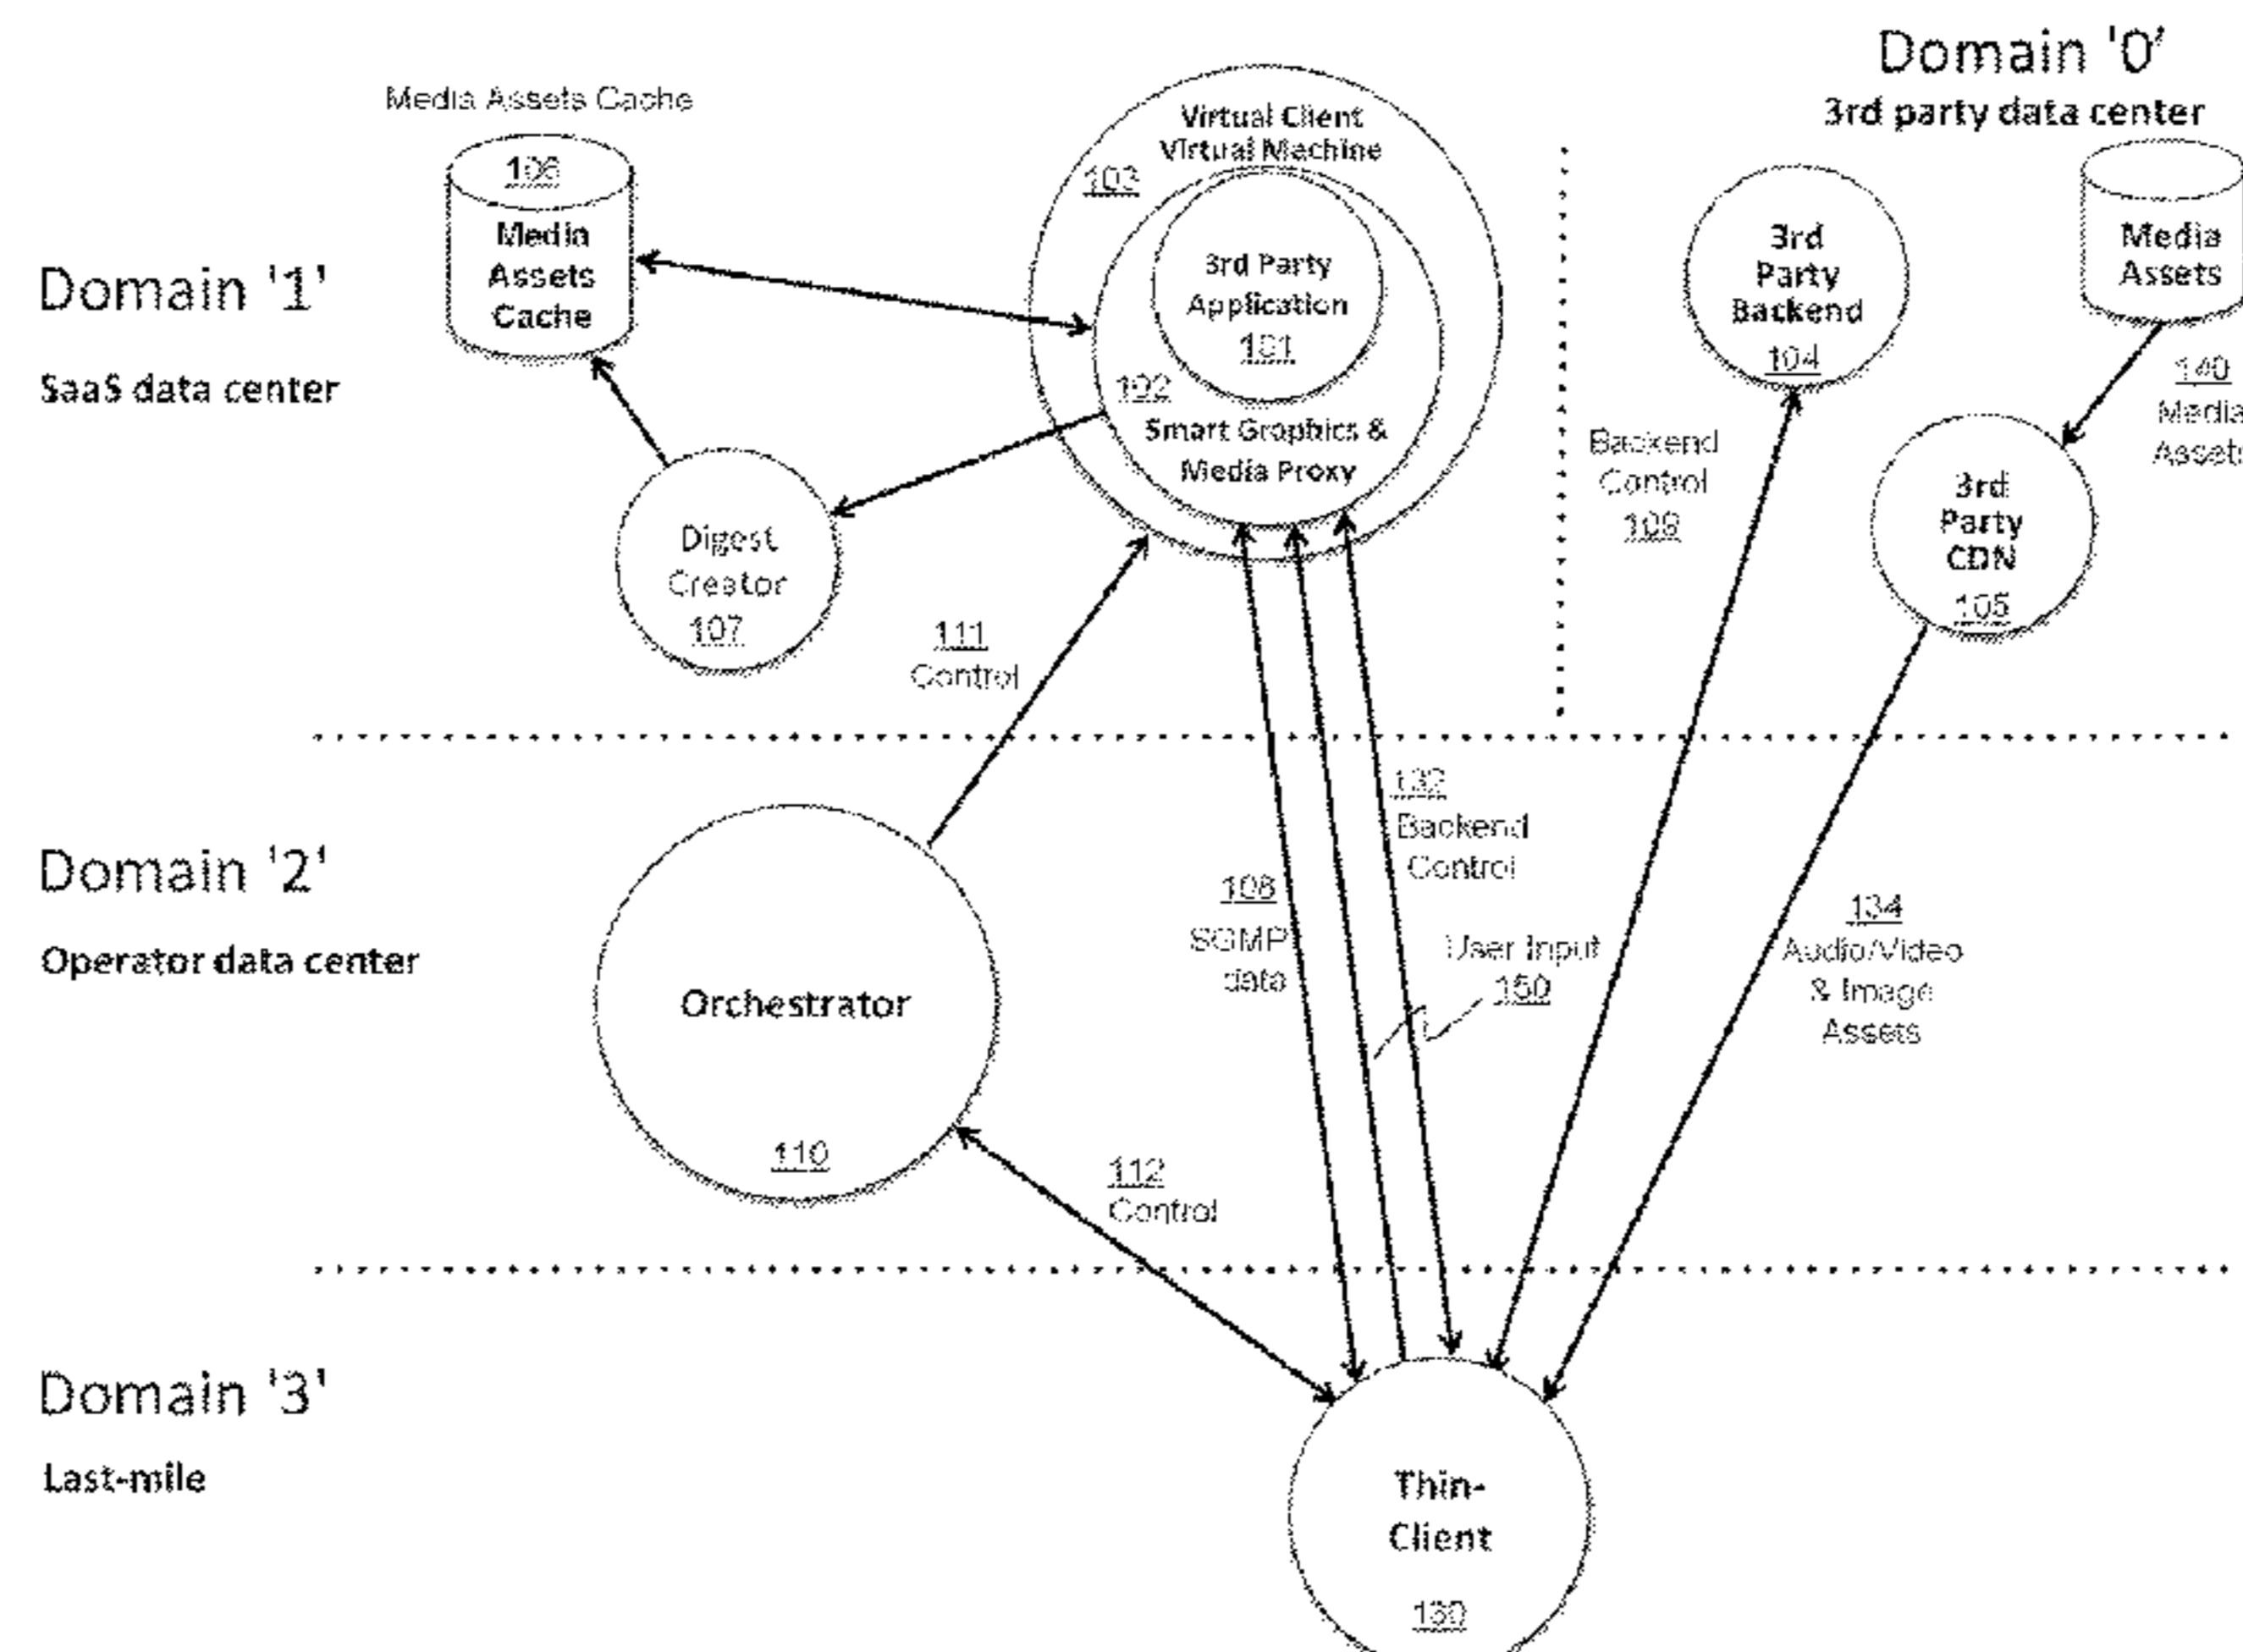 Domain '0'
3rd party data center
Media Assets Cache
106
Media
Assets
Cache
Virtual Client
Virtual Machine
103
3rd Party
Application
101
102
Smart Graphics &
Media Proxy
3rd
Party
Backend
104
Media
Assets
140
Media
Assets
Domain '1'
SaaS data center
Backend
Control
109
3rd
Party
CDN
105
Digest
Creator
107
111
Control
132
Backend
Control
Domain '2'
Operator data center
108
SGMP
data
User Input
150
134
Audio/Video
& Image
Assets
Orchestrator
110
112
Control
Domain '3'
Last-mile
Thin-
Client
130